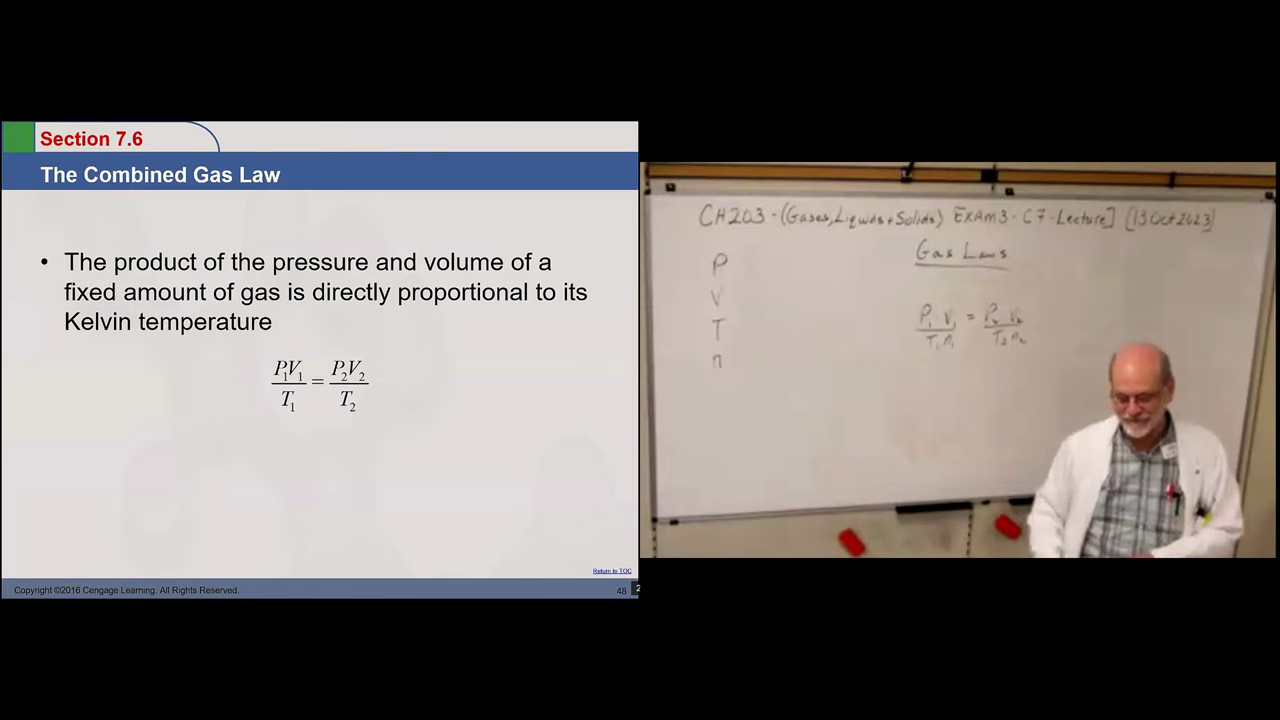 Section 7.6
The Combined Gas Law
• The product of the pressure and volume of a
fixed amount of gas is directly proportional to its
Kelvin temperature
P₁V₁/T₁ = P₂V₂/T₂
Return to TOC
Copyright ©2016 Cengage Learning. All Rights Reserved.
48
2
CH203 - (Gases, Liquids + Solids) EXAM3 - C7 - Lecture] [13 Oct 2023]
Gas Laws
P
V
T
n
P₁ V₁/T₁ n₁ = P₂ V₂/T₂ n₂